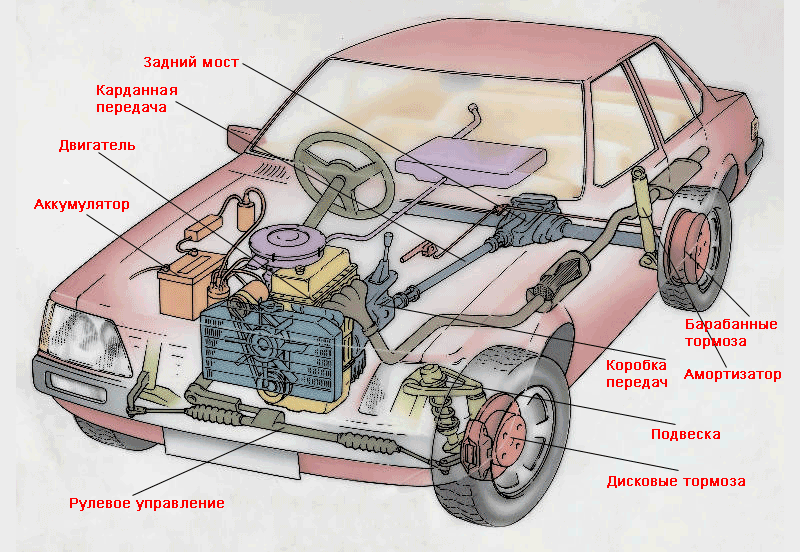 Задний мост
Карданная
передача
Двигатель
Аккумулятор
Барабанные
тормоза
Коробка
передач
Амортизатор
Подвеска
Дисковые тормоза
Рулевое управление